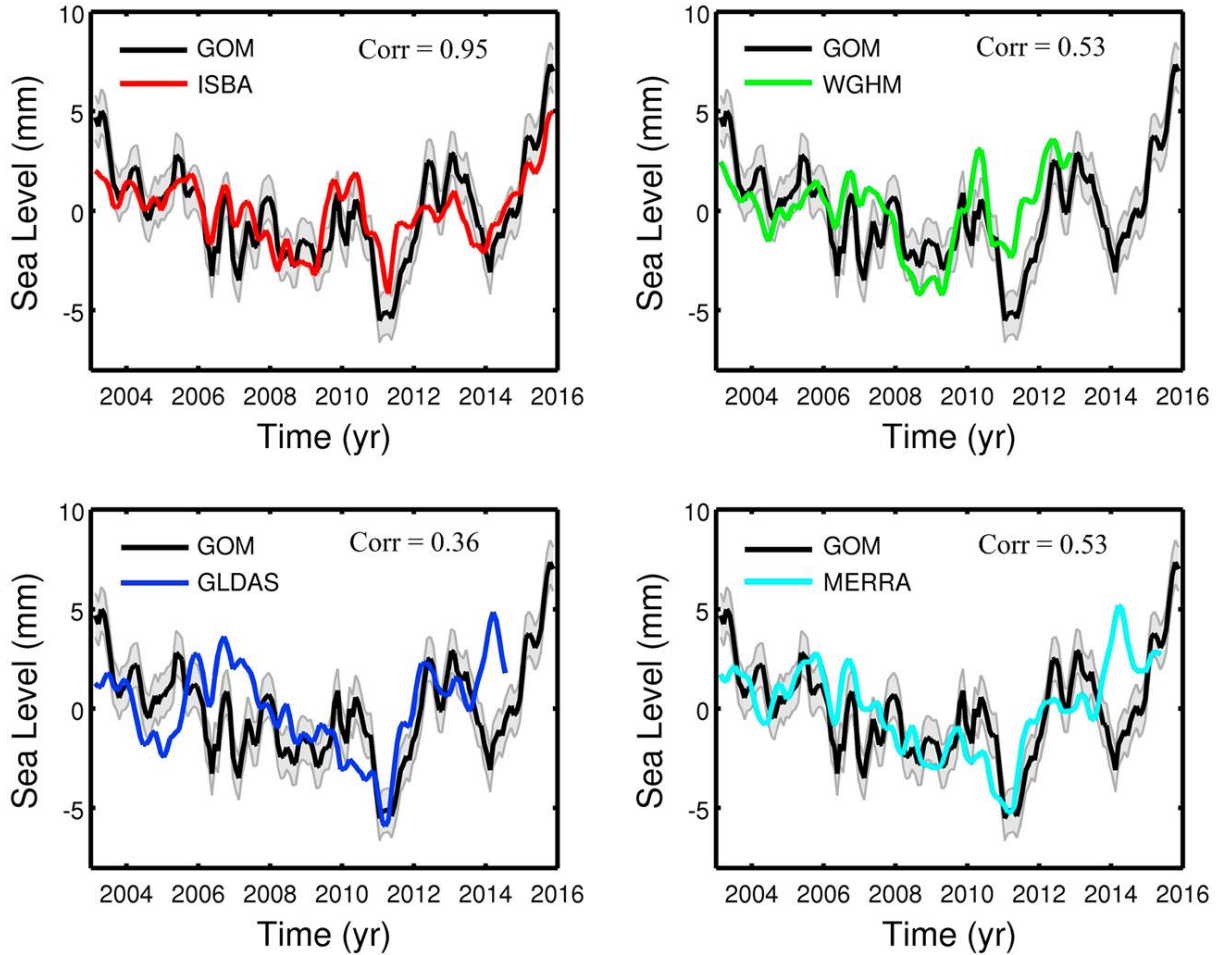 10
5
0
-5
Sea Level (mm)
GOM
ISBA
Corr = 0.95
2004 2006 2008 2010 2012 2014 2016
Time (yr)
10
5
0
-5
Sea Level (mm)
GOM
WGHM
Corr = 0.53
2004 2006 2008 2010 2012 2014 2016
Time (yr)
10
5
0
-5
Sea Level (mm)
GOM
GLDAS
Corr = 0.36
2004 2006 2008 2010 2012 2014 2016
Time (yr)
10
5
0
-5
Sea Level (mm)
GOM
MERRA
Corr = 0.53
2004 2006 2008 2010 2012 2014 2016
Time (yr)